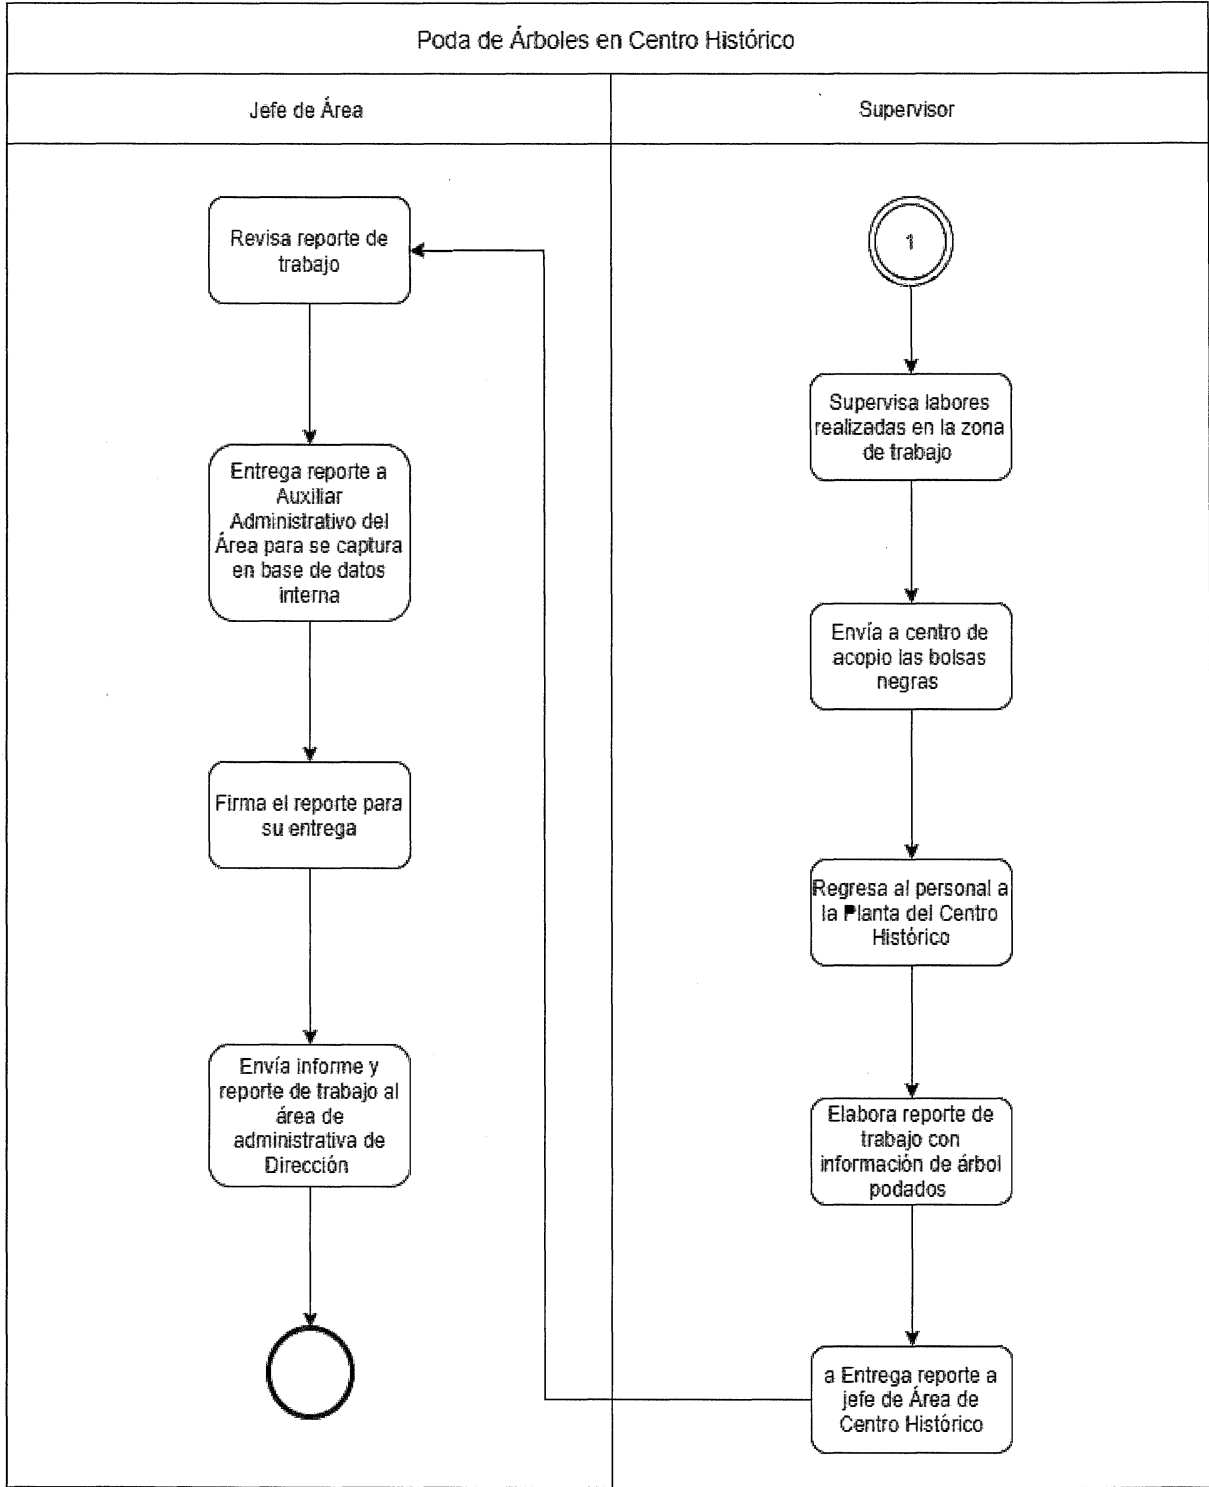 Poda de Árboles en Centro Histórico
Jefe de Área
Supervisor
Revisa reporte de
trabajo
Entrega reporte a
Auxiliar
Administrativo del
Área para se captura
en base de datos
interna
Firma el reporte para
su entrega
Envía informe y
reporte de trabajo al
área de
administrativa de
Dirección
1
Supervisa labores
realizadas en la zona
de trabajo
Envía a centro de
acopio las bolsas
negras
Regresa al personal a
la Planta del Centro
Histórico
Elabora reporte de
trabajo con
información de árbol
podados
a Entrega reporte a
jefe de Área de
Centro Histórico